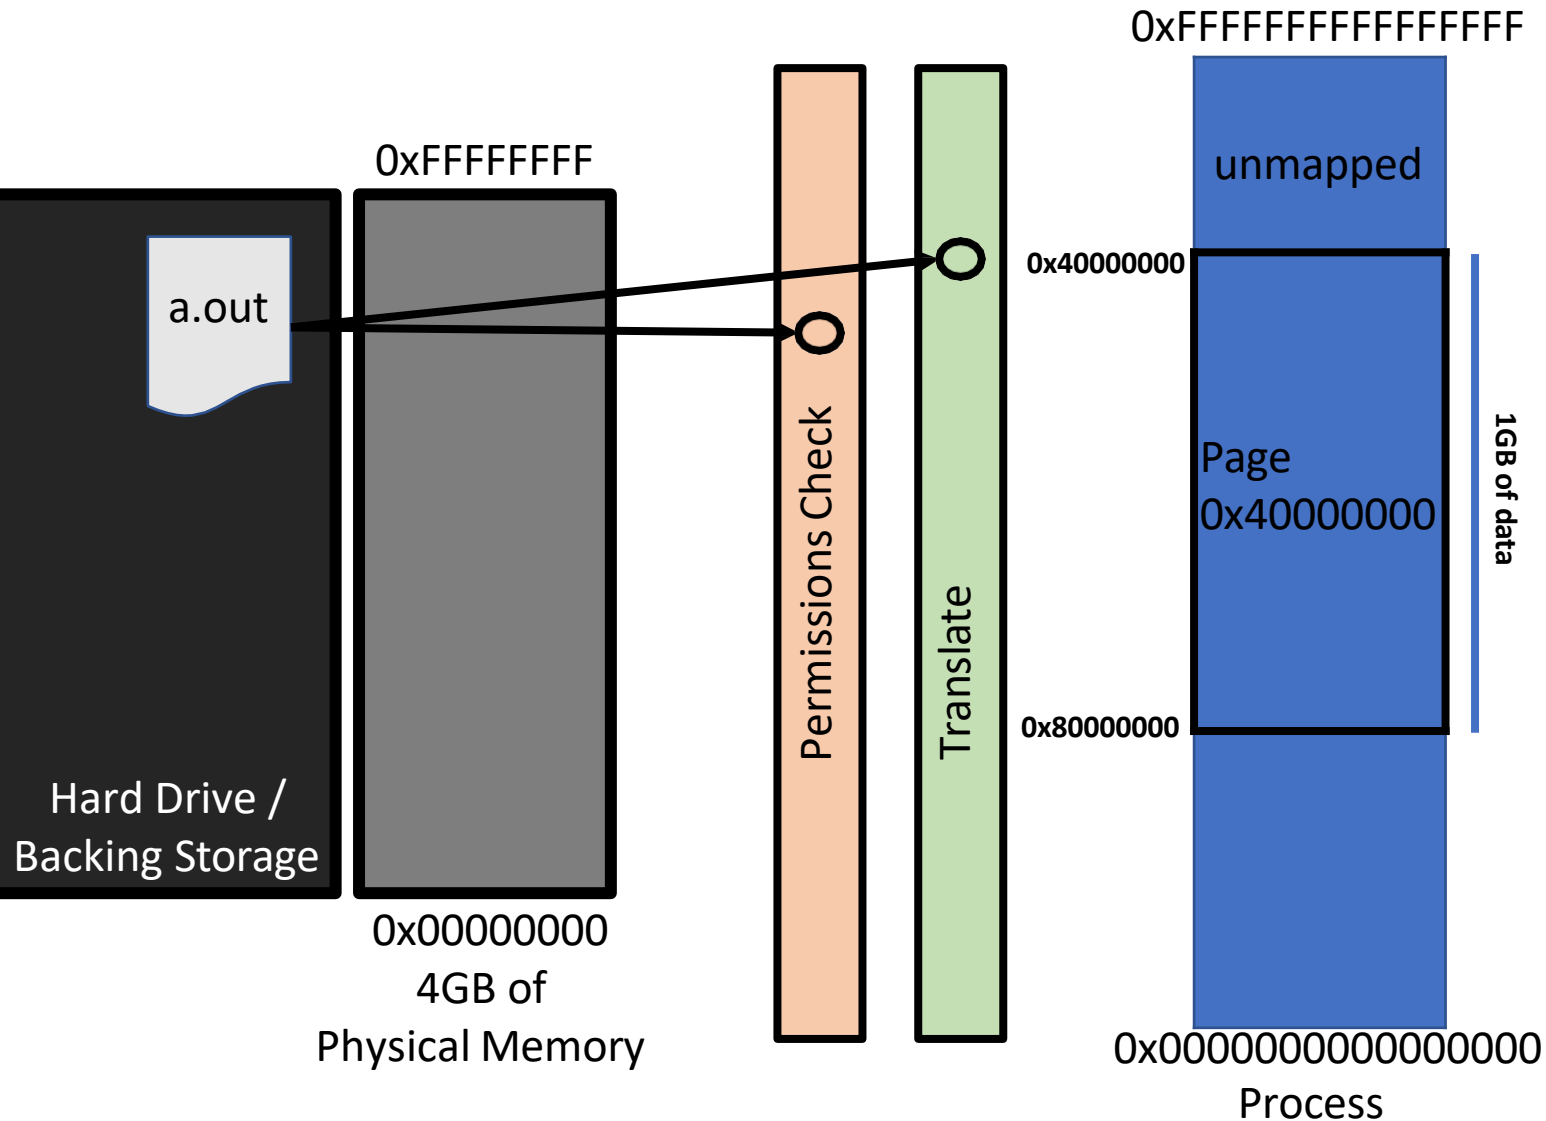 0xFFFFFFFFFFFFFFFF
0xFFFFFFFF
unmapped
a.out
0x40000000
Page
0x40000000
1GB of data
Permissions Check
Translate
0x80000000
Hard Drive /
Backing Storage
0x00000000
4GB of
Physical Memory
0x0000000000000000
Process